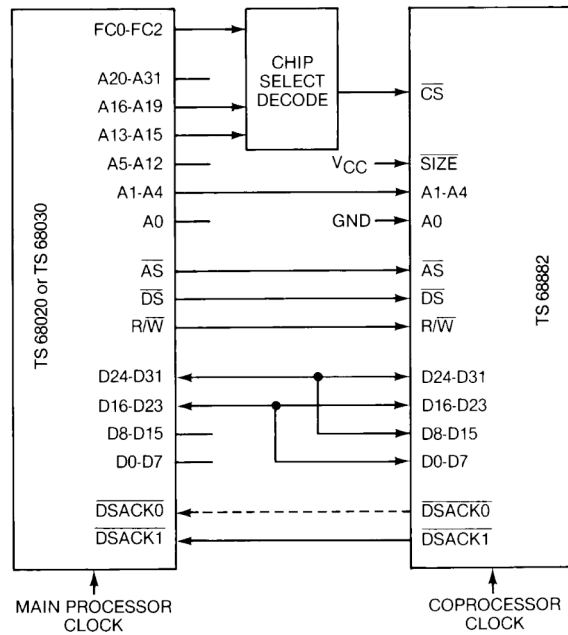 FC0-FC2
CHIP
SELECT
DECODE
A20-A31
A16-A19
A13-A15
A5-A12
A1-A4
A0
AS
DS
R/W
D24-D31
D16-D23
D8-D15
D0-D7
DSACK0
DSACK1
TS 68020 or TS 68030
MAIN PROCESSOR
CLOCK
VCC
GND
CS
SIZE
A1-A4
A0
AS
DS
R/W
D24-D31
D16-D23
D8-D15
D0-D7
DSACK0
DSACK1
TS 68882
COPROCESSOR
CLOCK